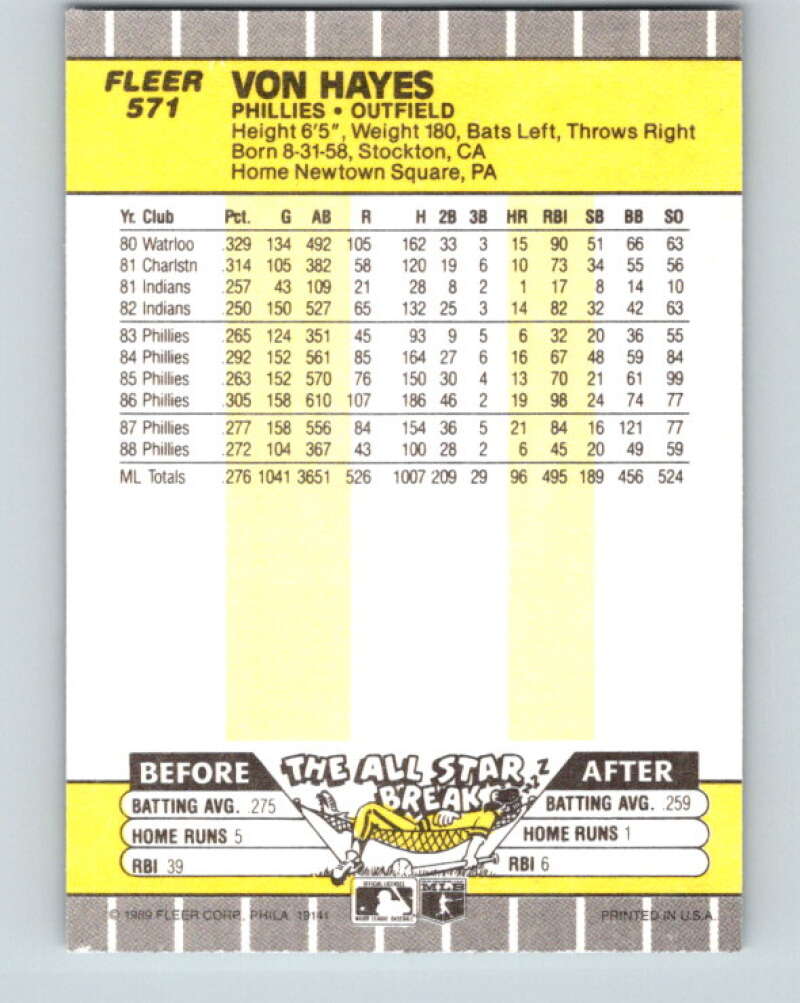 FLEER
571
VON HAYES
PHILLIES • OUTFIELD
Height 6'5", Weight 180, Bats Left, Throws Right
Born 8-31-58, Stockton, CA
Home Newtown Square, PA
Yr. Club Pct. G AB R H 2B 3B HR RBI SB BB SO
80 Watrloo .329 134 492 105 162 33 3 15 90 51 66 63
81 Charlstn .314 105 382 58 120 19 6 10 73 34 55 56
81 Indians .257 43 109 21 28 8 2 1 17 8 14 10
82 Indians .250 150 527 65 132 25 3 14 82 32 42 63
83 Phillies .265 124 351 45 93 9 5 6 32 20 36 55
84 Phillies .292 152 561 85 164 27 6 16 67 48 59 84
85 Phillies .263 152 570 76 150 30 4 13 70 21 61 99
86 Phillies .305 158 610 107 186 46 2 19 98 24 74 77
87 Phillies .277 158 556 84 154 36 5 21 84 16 121 77
88 Phillies .272 104 367 43 100 28 2 6 45 20 49 59
ML Totals .276 1041 3651 526 1007 209 29 96 495 189 456 524
THE ALL STAR
BREAK
BEFORE
BATTING AVG. .275
HOME RUNS 5
RBI 39
AFTER
BATTING AVG. .259
HOME RUNS 1
RBI 6
MLB
© 1989 FLEER CORP., PHILA. 19141
PRINTED IN U.S.A.